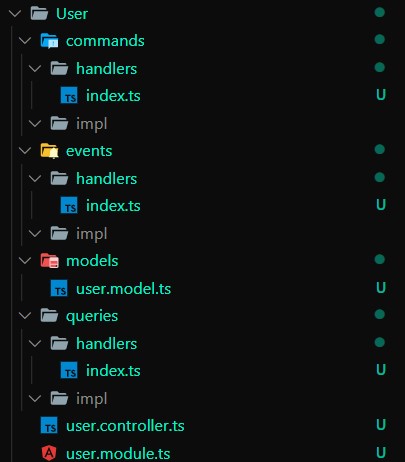 User
commands
handlers
TS index.ts U
impl
events
handlers
TS index.ts U
impl
models
TS user.model.ts U
queries
handlers
TS index.ts U
impl
TS user.controller.ts U
user.module.ts U